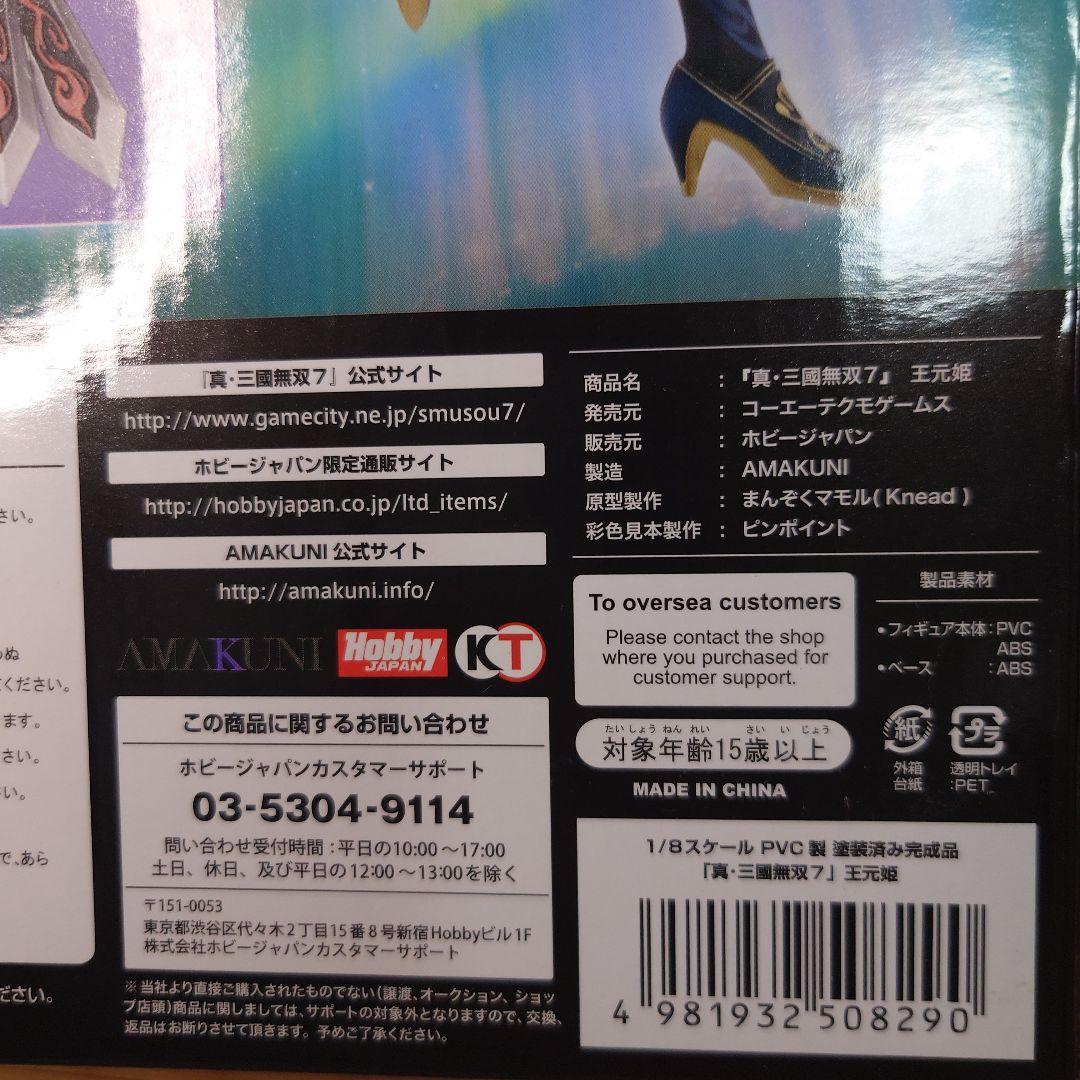 さい。
ください。
ます。
さい。
い。
で、あら
ださい。
『真・三國無双７』公式サイト
http://www.gamecity.ne.jp/smusou7/
ホビージャパン限定通販サイト
http://hobbyjapan.co.jp/ltd_items/
AMAKUNI公式サイト
http://amakuni.info/
AMAKUNI
Hobby
JAPAN
KT
この商品に関するお問い合わせ
ホビージャパンカスタマーサポート
03-5304-9114
問い合わせ受付時間：平日の10:00～17:00
土日、休日、及び平日の12:00～13:00を除く
〒151-0053
東京都渋谷区代々木２丁目15番８号新宿Hobbyビル1F
株式会社ホビージャパンカスタマーサポート
※当社より直接ご購入されたものでない（譲渡、オークション、ショッ
プ店頭）商品に関しましては、サポートの対象外となりますので、交換、
返品はお断りさせて頂きます。予めご了承ください。
商品名 ： 『真・三國無双７』 王元姫
発売元 ： コーエーテクモゲームス
販売元 ： ホビージャパン
製造 ： AMAKUNI
原型製作 ： まんぞくマモル（Knead）
彩色見本製作 ： ピンポイント
To oversea customers
Please contact the shop
where you purchased for
customer support.
製品素材
・フィギュア本体：PVC
ABS
・ベース ：ABS
たいしょうねんれい さい いじょう
対象年齢15歳以上
MADE IN CHINA
紙
プラ
外箱
台紙
透明トレイ
:PET
1/8スケール PVC製 塗装済み完成品
『真・三國無双７』王元姫
4 981932 508290